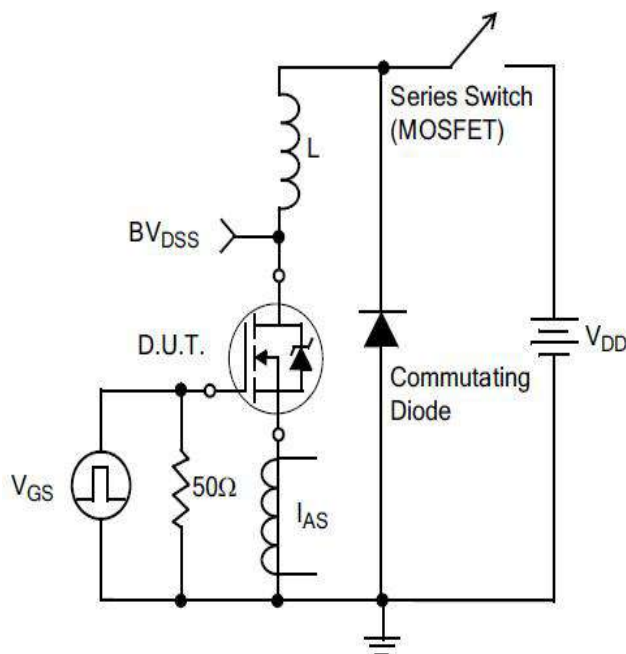 Series Switch
(MOSFET)
L
BVDSS
D.U.T.
VDD
Commutating
Diode
VGS
50Ω
IAS